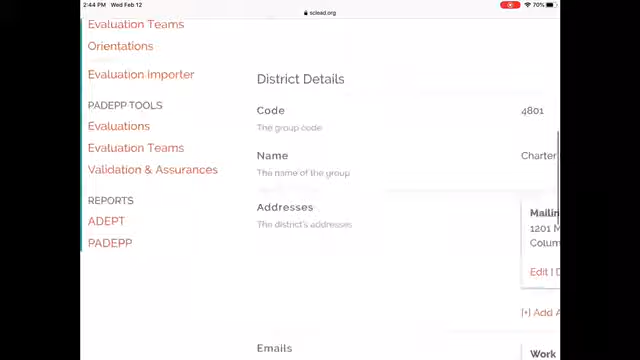 2:44 PM Wed Feb 12
sclead.org
70%
Evaluation Teams
Orientations
Evaluation Importer
PADEPP TOOLS
Evaluations
Evaluation Teams
Validation & Assurances
REPORTS
ADEPT
PADEPP
District Details
Code
4801
The group code
Name
Charter
The name of the group
Addresses
The district's addresses
Mailin
1201 M
Colum
Edit | D
[+] Add A
Emails
Work